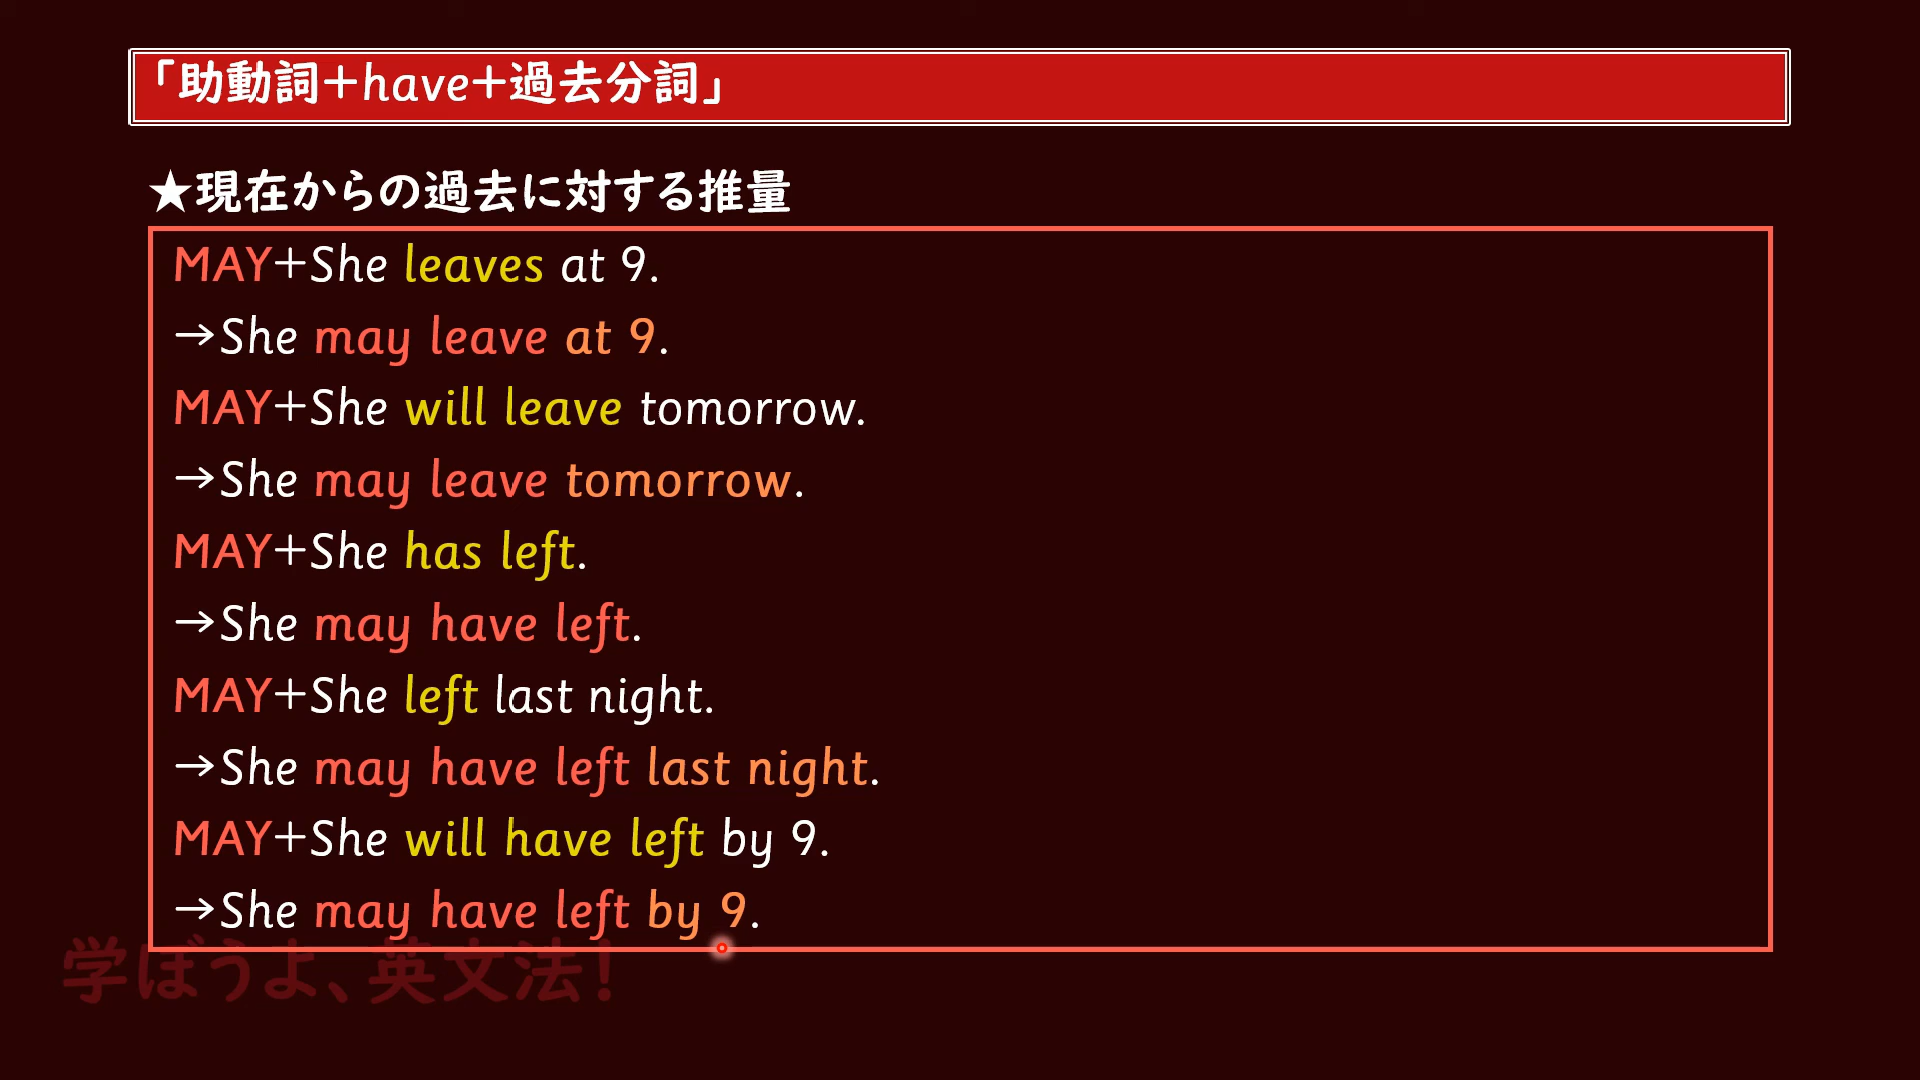 「助動詞＋have＋過去分詞」
★現在からの過去に対する推量
MAY＋She leaves at 9.
→She may leave at 9.
MAY＋She will leave tomorrow.
→She may leave tomorrow.
MAY＋She has left.
→She may have left.
MAY＋She left last night.
→She may have left last night.
MAY＋She will have left by 9.
→She may have left by 9.
学ぼうよ、英文法！